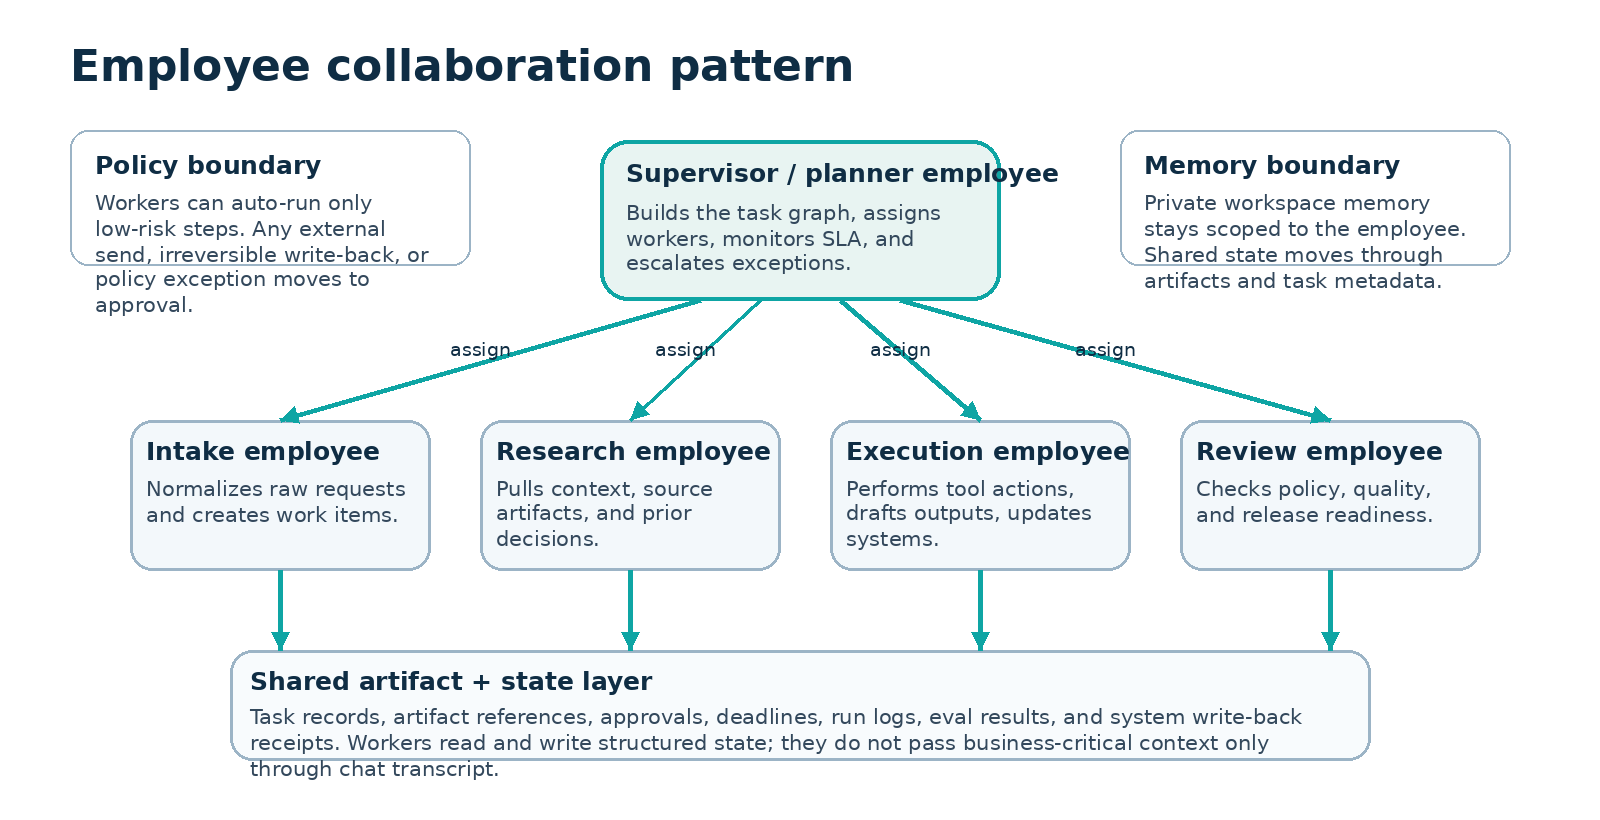 Employee collaboration pattern
Policy boundary
Workers can auto-run only
low-risk steps. Any external
send, irreversible write-back, or
policy exception moves to
approval.
Supervisor / planner employee
Builds the task graph, assigns
workers, monitors SLA, and
escalates exceptions.
Memory boundary
Private workspace memory
stays scoped to the employee.
Shared state moves through
artifacts and task metadata.
assign
assign
assign
assign
Intake employee
Normalizes raw requests
and creates work items.
Research employee
Pulls context, source
artifacts, and prior
decisions.
Execution employee
Performs tool actions,
drafts outputs, updates
systems.
Review employee
Checks policy, quality,
and release readiness.
Shared artifact + state layer
Task records, artifact references, approvals, deadlines, run logs, eval results, and system write-back
receipts. Workers read and write structured state; they do not pass business-critical context only
through chat transcript.